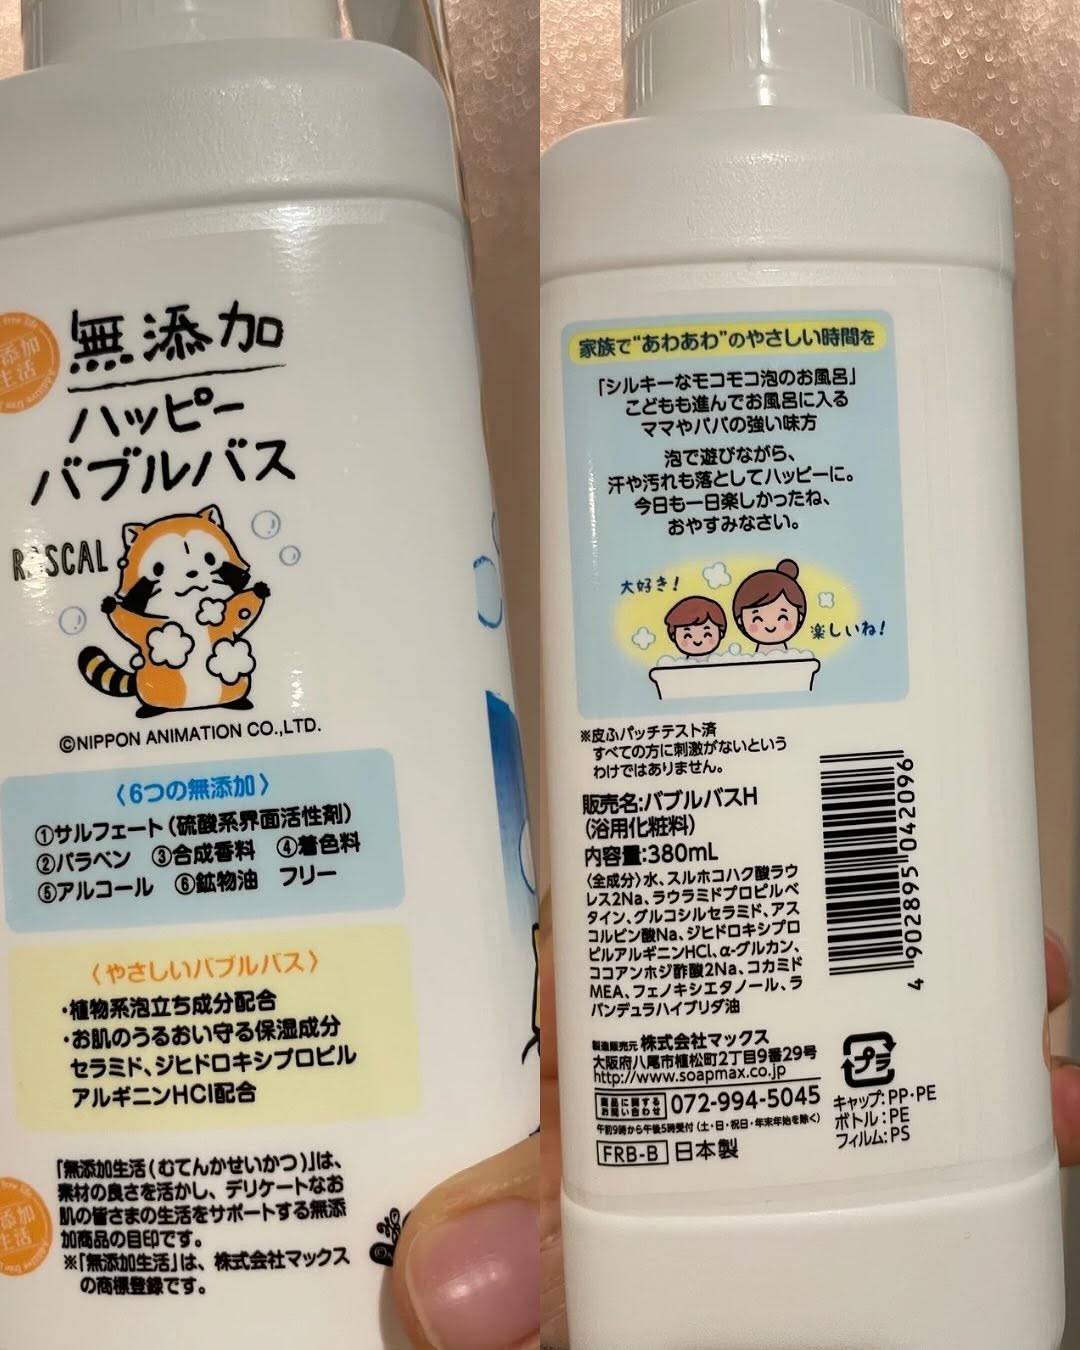 無添加
ハッピー
バブルバス
RASCAL
©NIPPON ANIMATION CO.,LTD.
〈6つの無添加〉
①サルフェート(硫酸系界面活性剤)
②パラベン ③合成香料 ④着色料
⑤アルコール ⑥鉱物油 フリー
〈やさしいバブルバス〉
・植物系泡立ち成分配合
・お肌のうるおい守る保湿成分
セラミド、ジヒドロキシプロピル
アルギニンHCl配合
「無添加生活(むてんかせいかつ)」は、
素材の良さを活かし、デリケートなお
肌の皆さまの生活をサポートする無添
加商品の目印です。
※「無添加生活」は、株式会社マックス
の商標登録です。
添加
生活
家族で"あわあわ"のやさしい時間を
「シルキーなモコモコ泡のお風呂」
こどもも進んでお風呂に入る
ママやパパの強い味方
泡で遊びながら、
汗や汚れも落としてハッピーに。
今日も一日楽しかったね、
おやすみなさい。
大好き!
楽しいね!
※皮ふパッチテスト済
すべての方に刺激がないという
わけではありません。
販売名:バブルバスH
(浴用化粧料)
内容量:380mL
〈全成分〉水、スルホコハク酸ラウ
レス2Na、ラウラミドプロピルベ
タイン、グルコシルセラミド、アス
コルビン酸Na、ジヒドロキシプロ
ピルアルギニンHCl、α-グルカン、
ココアンホジ酢酸2Na、コカミド
MEA、フェノキシエタノール、ラ
バンデュラハイブリダ油
4 902895 042096
製造販売元 株式会社マックス
大阪府八尾市植松町2丁目9番29号
http://www.soapmax.co.jp
商品に関するお問い合わせ 072-994-5045
午前9時から午後5時受付(土・日・祝日・年末年始を除く)
FRB-B 日本製
プラ
キャップ:PP・PE
ボトル:PE
フィルム:PS